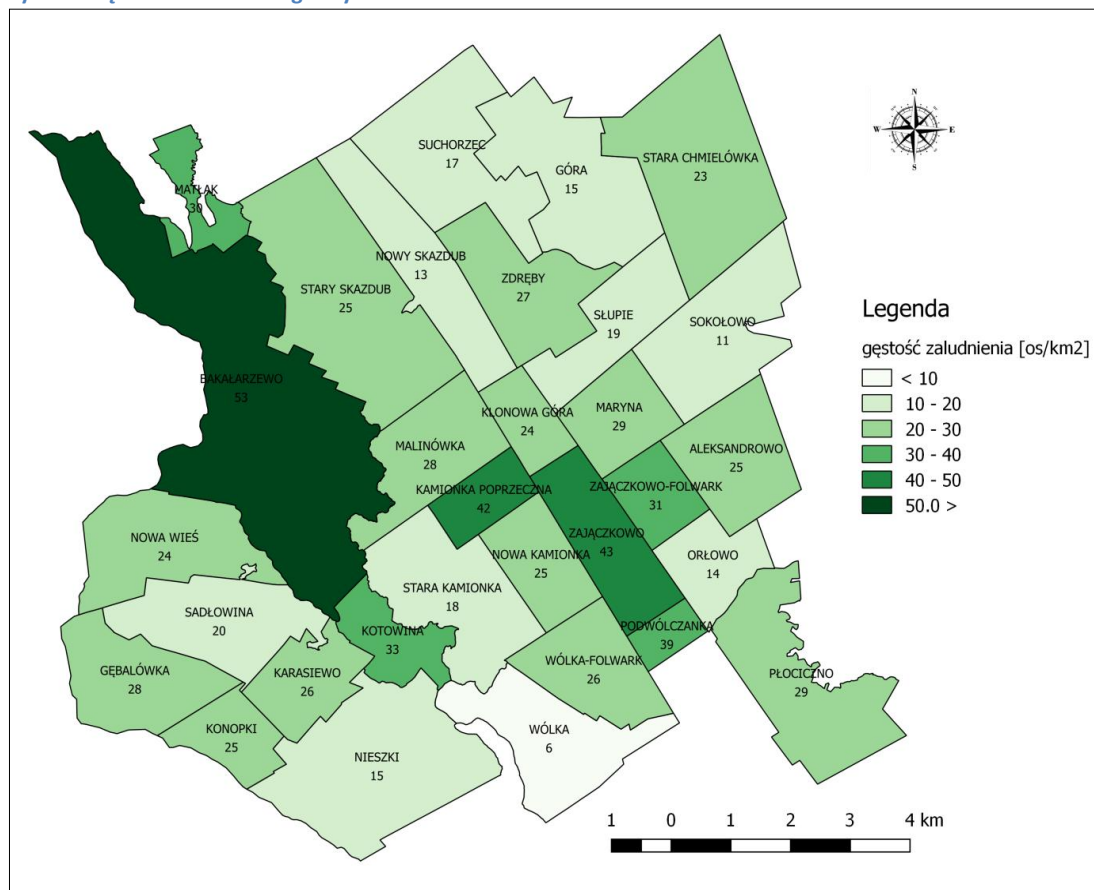 N
W
E
S
SUCHORZEC
17
GÓRA
15
STARA CHMIELÓWKA
23
MATŁAK
30
NOWY SKAZDUB
13
ZDRĘBY
27
STARY SKAZDUB
25
SŁUPIE
19
SOKOŁOWO
11
BAKAŁARZEWO
53
KLONOWA GÓRA
24
MARYNA
29
MALINÓWKA
28
ALEKSANDROWO
25
KAMIONKA POPRZECZNA
42
ZAJĄCZKOWO-FOLWARK
31
ZAJĄCZKOWO
43
NOWA WIEŚ
24
NOWA KAMIONKA
25
ORŁOWO
14
STARA KAMIONKA
18
SADŁOWINA
20
KOTOWINA
33
PODWÓLCZANKA
39
GĘBALÓWKA
28
KARASIEWO
26
WÓLKA-FOLWARK
26
PŁOCICZNO
29
KONOPKI
25
WÓLKA
6
NIESZKI
15
Legenda
gęstość zaludnienia [os/km2]
< 10
10 - 20
20 - 30
30 - 40
40 - 50
50.0 >
1 0 1 2 3 4 km